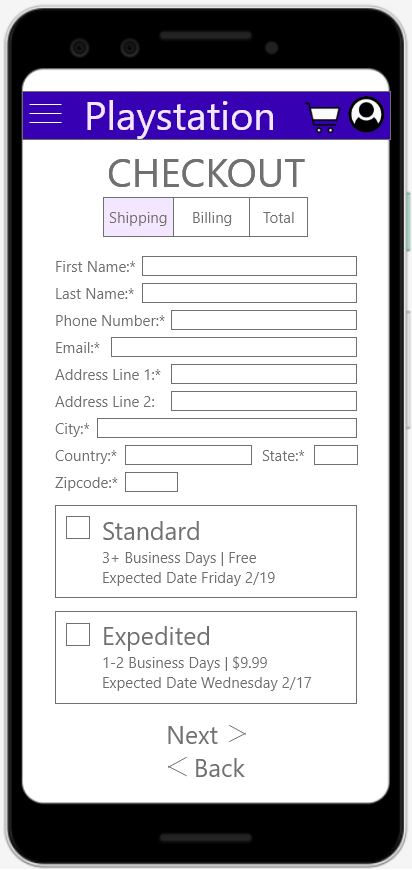 Playstation
CHECKOUT
Shipping Billing Total
First Name:*
Last Name:*
Phone Number:*
Email:*
Address Line 1:*
Address Line 2:
City:*
Country:* State:*
Zipcode:*
Standard
3+ Business Days | Free
Expected Date Friday 2/19
Expedited
1-2 Business Days | $9.99
Expected Date Wednesday 2/17
Next >
< Back